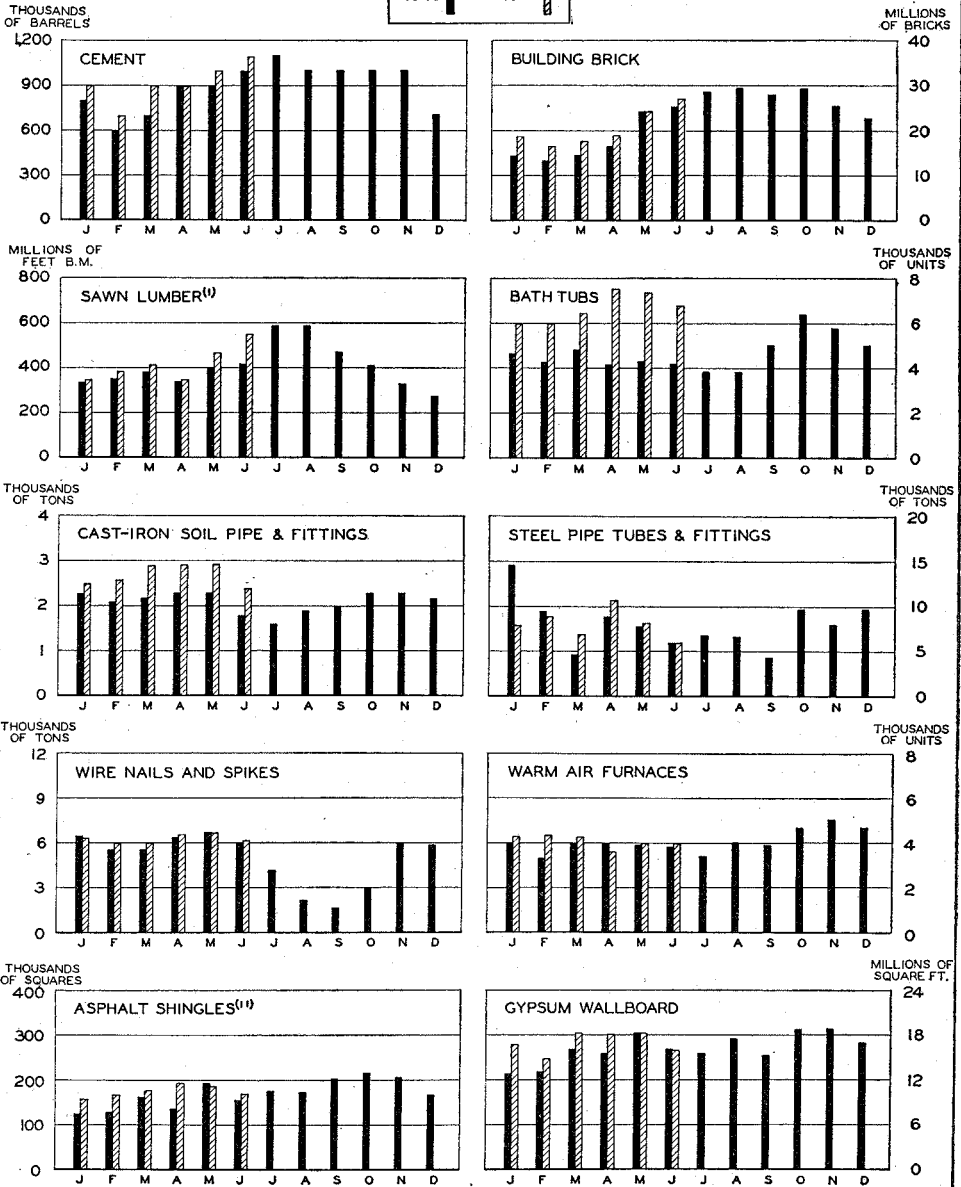 THOUSANDS
OF BARRELS
1,200
900
600
300
0
CEMENT
J F M A M J J A S O N D
MILLIONS
OF BRICKS
40
30
20
10
0
BUILDING BRICK
J F M A M J J A S O N D
MILLIONS OF
FEET B.M.
800
600
400
200
0
SAWN LUMBER(I)
J F M A M J J A S O N D
THOUSANDS
OF UNITS
8
6
4
2
0
BATH TUBS
J F M A M J J A S O N D
THOUSANDS
OF TONS
4
3
2
1
0
CAST-IRON SOIL PIPE & FITTINGS
J F M A M J J A S O N D
THOUSANDS
OF TONS
20
15
10
5
0
STEEL PIPE TUBES & FITTINGS
J F M A M J J A S O N D
THOUSANDS
OF TONS
12
9
6
3
0
WIRE NAILS AND SPIKES
J F M A M J J A S O N D
THOUSANDS
OF UNITS
8
6
4
2
0
WARM AIR FURNACES
J F M A M J J A S O N D
THOUSANDS
OF SQUARES
400
300
200
100
0
ASPHALT SHINGLES(II)
J F M A M J J A S O N D
MILLIONS OF
SQUARE FT.
24
18
12
6
0
GYPSUM WALLBOARD
J F M A M J J A S O N D